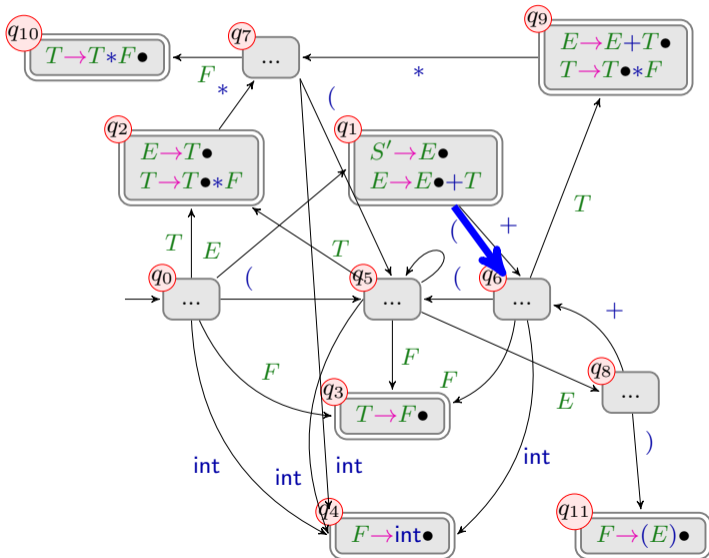 q10
T→T*F●
q7
...
q9
E→E+T●
T→T●*F
F
*
*
(
q2
E→T●
T→T●*F
q1
S′→E●
E→E●+T
T
E
T
(
+
T
q0
...
(
q5
...
(
q6
...
+
F
F
F
q3
T→F●
E
q8
...
int
int
int
int
)
q4
F→int●
q11
F→(E)●